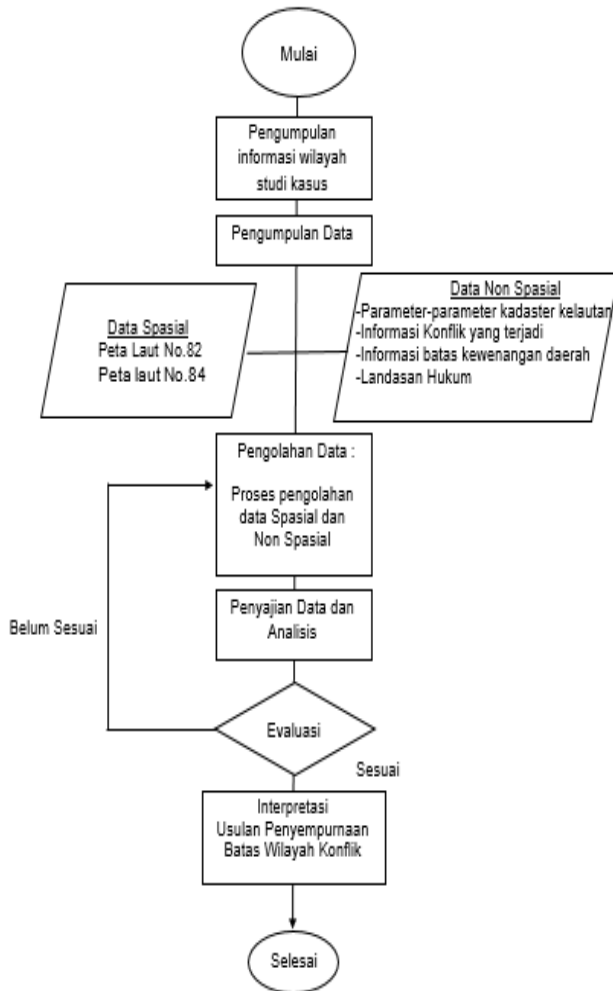 Mulai
Pengumpulan
informasi wilayah
studi kasus
Pengumpulan Data
Data Spasial
Peta Laut No.82
Peta laut No.84
Data Non Spasial
-Parameter-parameter kadaster kelautan
-Informasi Konflik yang terjadi
-Informasi batas kewenangan daerah
-Landasan Hukum
Pengolahan Data :
Proses pengolahan
data Spasial dan
Non Spasial
Penyajian Data dan
Analisis
Belum Sesuai
Evaluasi
Sesuai
Interpretasi
Usulan Penyempurnaan
Batas Wilayah Konflik
Selesai